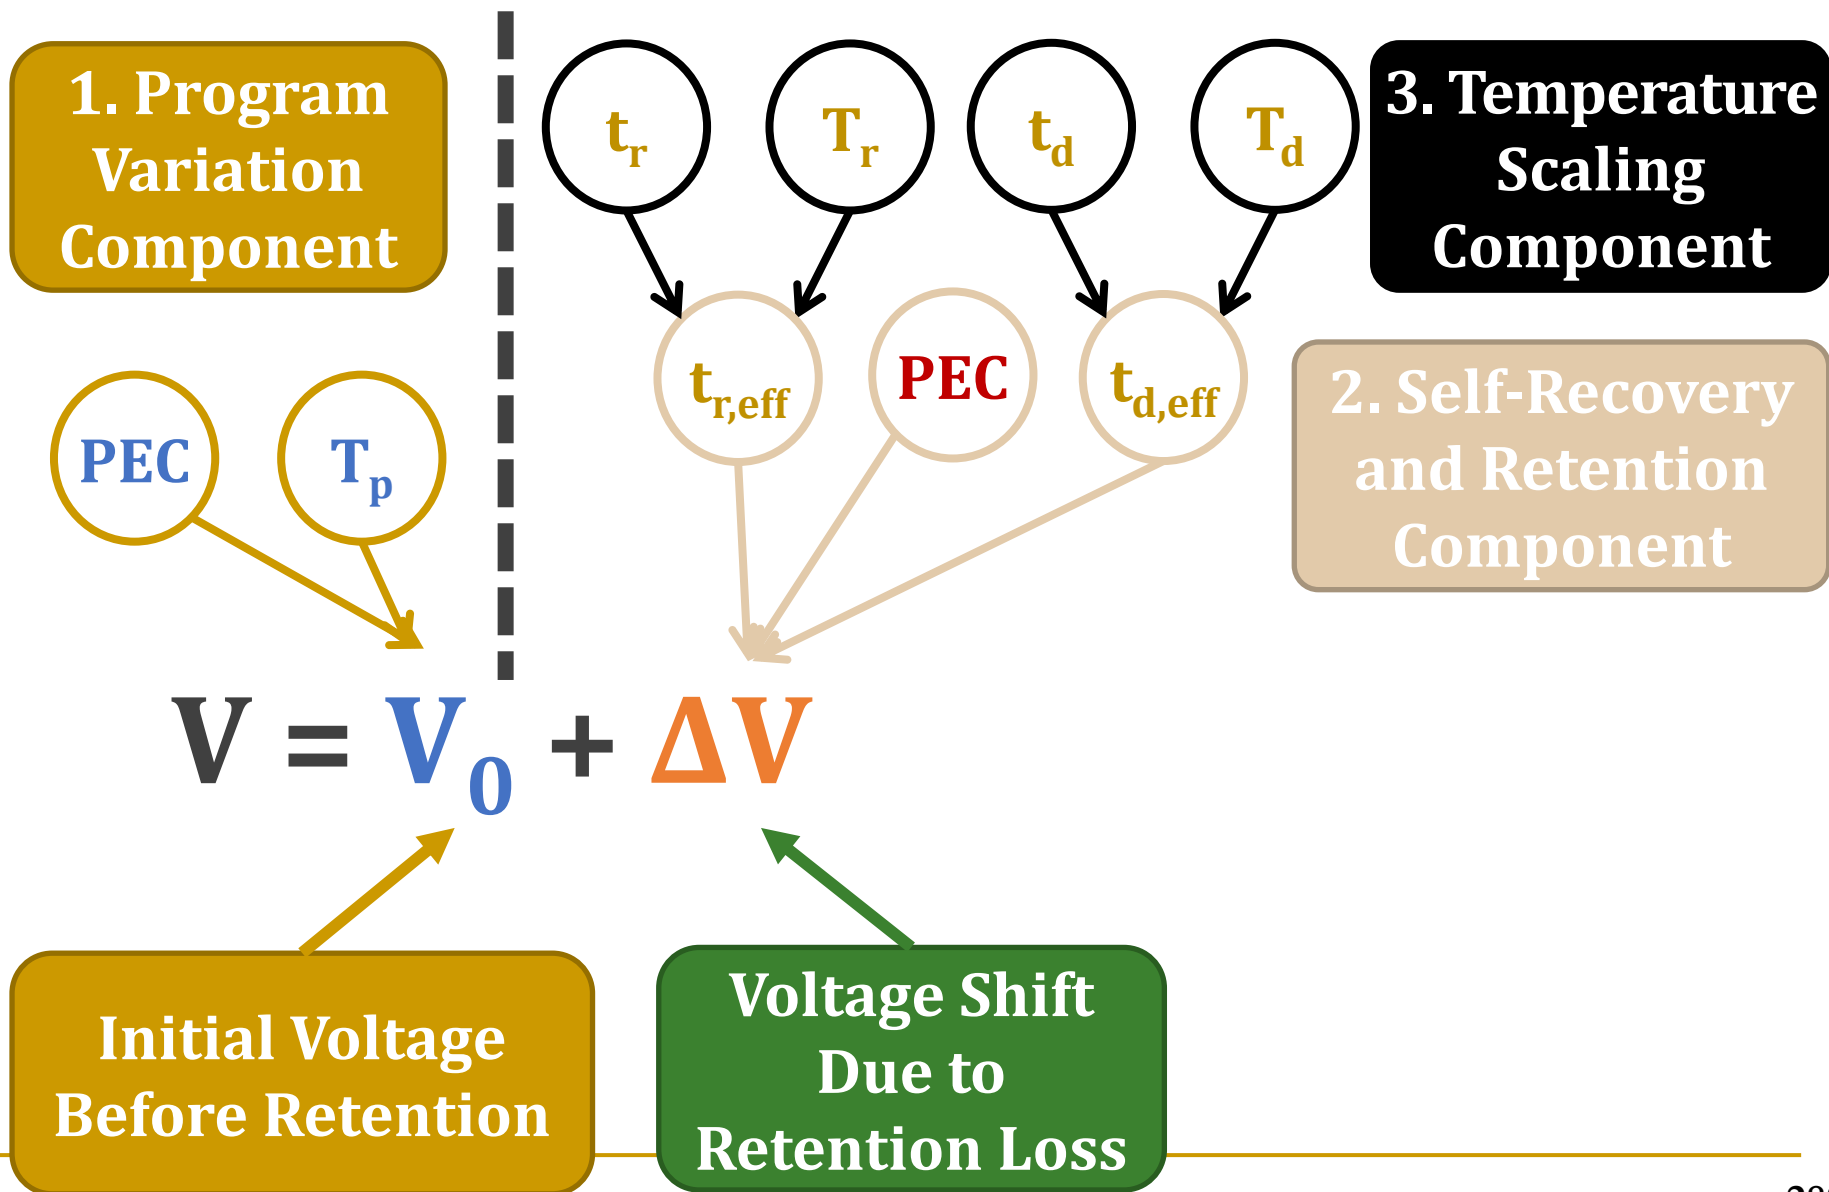 1. Program
Variation
Component
t_r
T_r
t_d
T_d
3. Temperature
Scaling
Component
t_r,eff
PEC
t_d,eff
2. Self-Recovery
and Retention
Component
PEC
T_p
V = V_0 + ΔV
Initial Voltage
Before Retention
Voltage Shift
Due to
Retention Loss